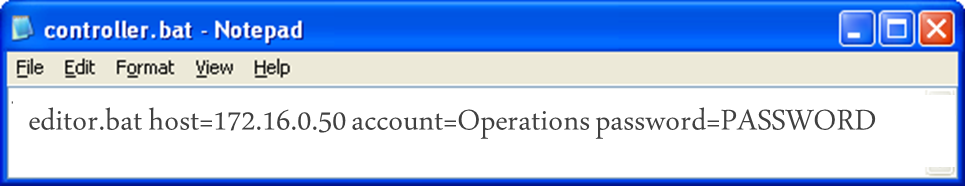 controller.bat - Notepad
File Edit Format View Help
editor.bat host=172.16.0.50 account=Operations password=PASSWORD